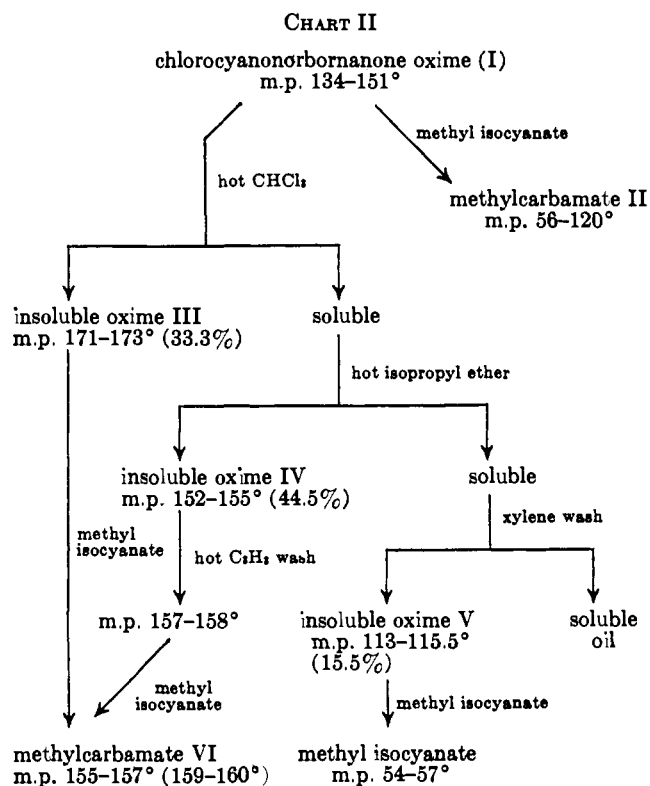 CHART II
chlorocyanonorbornanone oxime (I)
m.p. 134–151°
methyl isocyanate
hot CHCl₃
methylcarbamate II
m.p. 56–120°
insoluble oxime III
m.p. 171–173° (33.3%)
soluble
hot isopropyl ether
insoluble oxime IV
m.p. 152–155° (44.5%)
soluble
xylene wash
methyl
isocyanate
hot C₆H₆ wash
m.p. 157–158°
insoluble oxime V
m.p. 113–115.5°
(15.5%)
soluble
oil
methyl
isocyanate
methyl isocyanate
methylcarbamate VI
m.p. 155–157° (159–160°)
methyl isocyanate
m.p. 54–57°